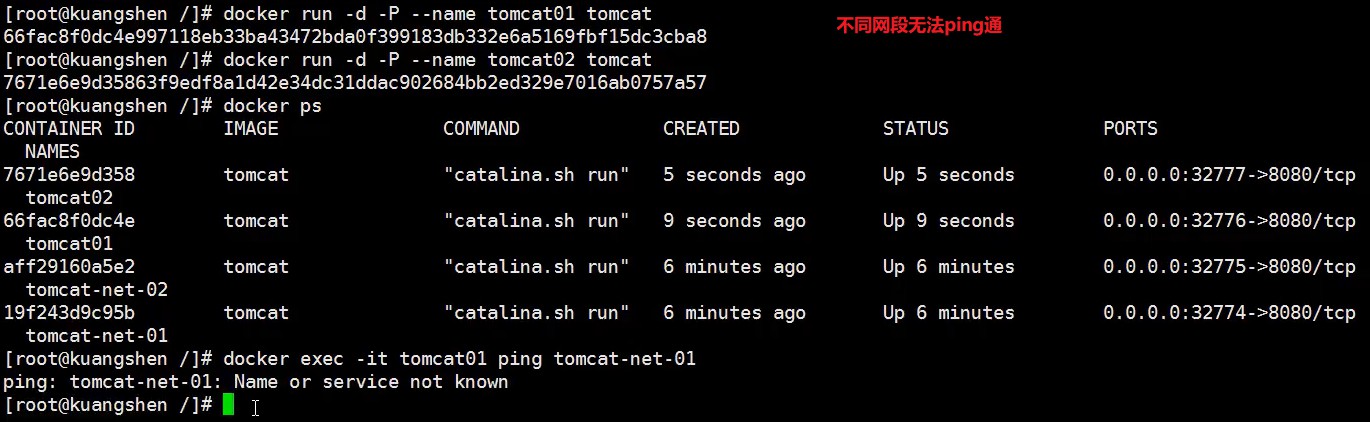 [root@kuangshen /]# docker run -d -P --name tomcat01 tomcat
不同网段无法ping通
66fac8f0dc4e997118eb33ba43472bda0f399183db332e6a5169fbf15dc3cba8
[root@kuangshen /]# docker run -d -P --name tomcat02 tomcat
7671e6e9d35863f9edf8a1d42e34dc31ddac902684bb2ed329e7016ab0757a57
[root@kuangshen /]# docker ps
CONTAINER ID        IMAGE               COMMAND             CREATED             STATUS              PORTS
  NAMES
7671e6e9d358        tomcat              "catalina.sh run"   5 seconds ago       Up 5 seconds        0.0.0.0:32777->8080/tcp
  tomcat02
66fac8f0dc4e        tomcat              "catalina.sh run"   9 seconds ago       Up 9 seconds        0.0.0.0:32776->8080/tcp
  tomcat01
aff29160a5e2        tomcat              "catalina.sh run"   6 minutes ago       Up 6 minutes        0.0.0.0:32775->8080/tcp
  tomcat-net-02
19f243d9c95b        tomcat              "catalina.sh run"   6 minutes ago       Up 6 minutes        0.0.0.0:32774->8080/tcp
  tomcat-net-01
[root@kuangshen /]# docker exec -it tomcat01 ping tomcat-net-01
ping: tomcat-net-01: Name or service not known
[root@kuangshen /]#